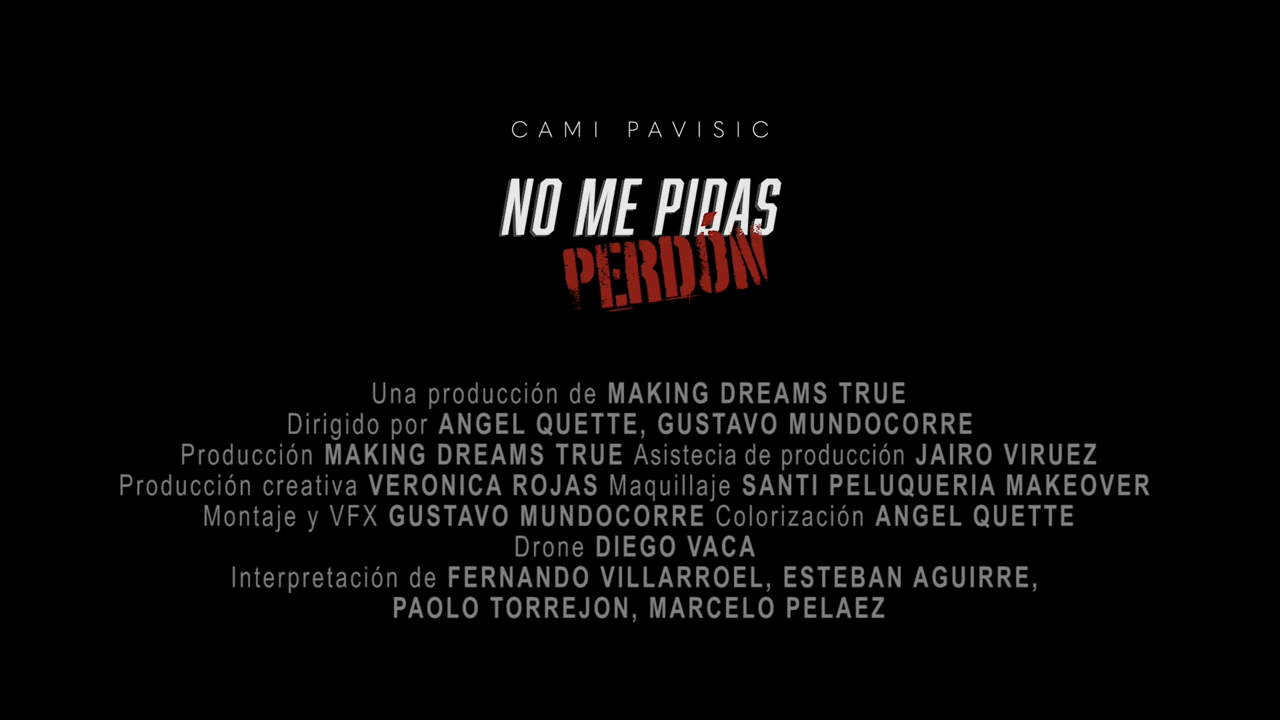 CAMI PAVISIC
NO ME PIDAS
PERDÓN
Una producción de MAKING DREAMS TRUE
Dirigido por ANGEL QUETTE, GUSTAVO MUNDOCORRE
Producción MAKING DREAMS TRUE Asistecia de producción JAIRO VIRUEZ
Producción creativa VERONICA ROJAS Maquillaje SANTI PELUQUERIA MAKEOVER
Montaje y VFX GUSTAVO MUNDOCORRE Colorización ANGEL QUETTE
Drone DIEGO VACA
Interpretación de FERNANDO VILLARROEL, ESTEBAN AGUIRRE,
PAOLO TORREJON, MARCELO PELAEZ